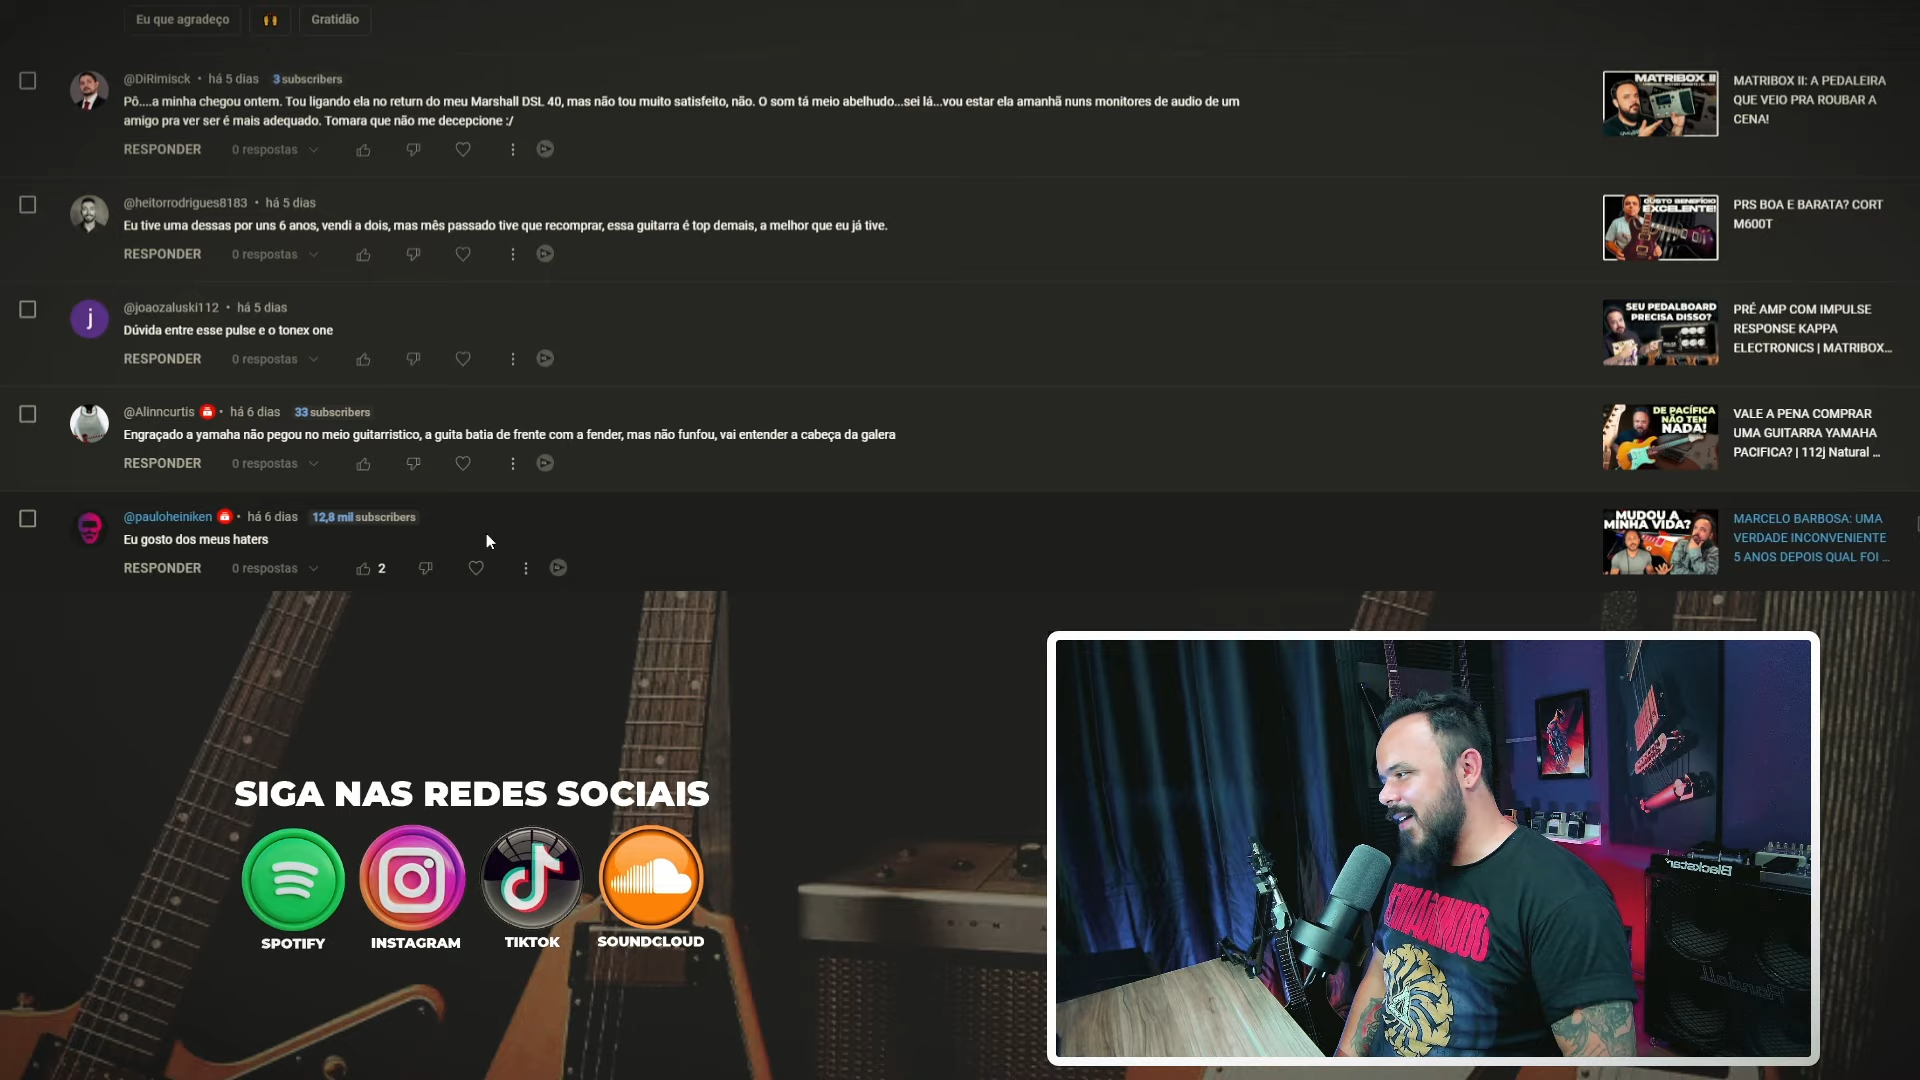 Eu que agradeço
Gratidão
@DiRimisck • há 5 dias 3 subscribers
Pô....a minha chegou ontem. Tou ligando ela no return do meu Marshall DSL 40, mas não tou muito satisfeito, não. O som tá meio abelhudo...sei lá...vou estar ela amanhã nuns monitores de audio de um
amigo pra ver ser é mais adequado. Tomara que não me decepcione :/
RESPONDER 0 respostas
MATRIBOX II
MATRIBOX II: A PEDALEIRA
QUE VEIO PRA ROUBAR A
CENA!
@heitorrodrigues8183 • há 5 dias
Eu tive uma dessas por uns 6 anos, vendi a dois, mas mês passado tive que recomprar, essa guitarra é top demais, a melhor que eu já tive.
RESPONDER 0 respostas
CUSTO BENEFÍCIO
EXCELENTE!
PRS BOA E BARATA? CORT
M600T
@joaozaluski112 • há 5 dias
j
Dúvida entre esse pulse e o tonex one
RESPONDER 0 respostas
SEU PEDALBOARD
PRECISA DISSO?
PRÉ AMP COM IMPULSE
RESPONSE KAPPA
ELECTRONICS | MATRIBOX...
@Alinncurtis • há 6 dias 33 subscribers
Engraçado a yamaha não pegou no meio guitarristico, a guita batia de frente com a fender, mas não funfou, vai entender a cabeça da galera
RESPONDER 0 respostas
DE PACÍFICA
NÃO TEM
NADA!
VALE A PENA COMPRAR
UMA GUITARRA YAMAHA
PACIFICA? | 112j Natural ...
@pauloheiniken • há 6 dias 12,8 mil subscribers
Eu gosto dos meus haters
RESPONDER 0 respostas 2
MUDOU A
MINHA VIDA?
MARCELO BARBOSA: UMA
VERDADE INCONVENIENTE
5 ANOS DEPOIS QUAL FOI ...
SIGA NAS REDES SOCIAIS
SPOTIFY INSTAGRAM TIKTOK SOUNDCLOUD
Blackstar
SOUNDGARDEN
Randall